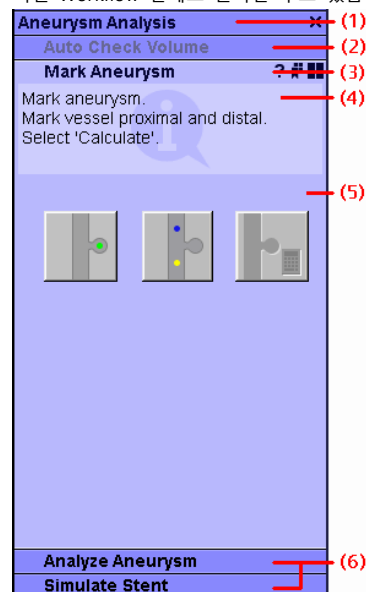 Aneurysm Analysis × (1)
Auto Check Volume (2)
Mark Aneurysm ? (3)
Mark aneurysm. (4)
Mark vessel proximal and distal.
Select 'Calculate'.
(5)
Analyze Aneurysm (6)
Simulate Stent